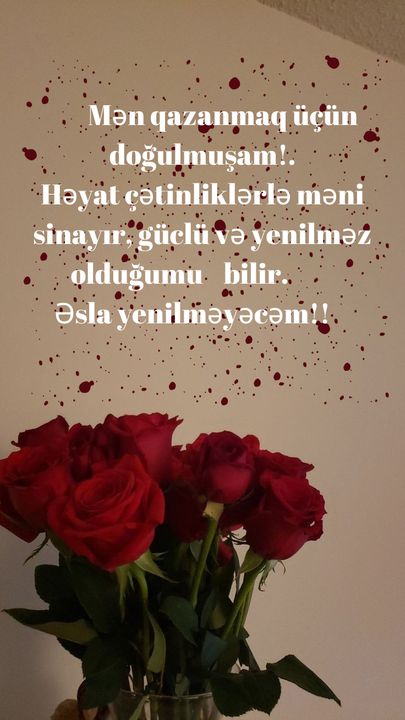 Mən qazanmaq üçün
doğulmuşam!.
Həyat çətinliklərlə məni
sinayır, güclü və yenilməz
olduğumu bilir.
Əsla yenilməyəcəm!!